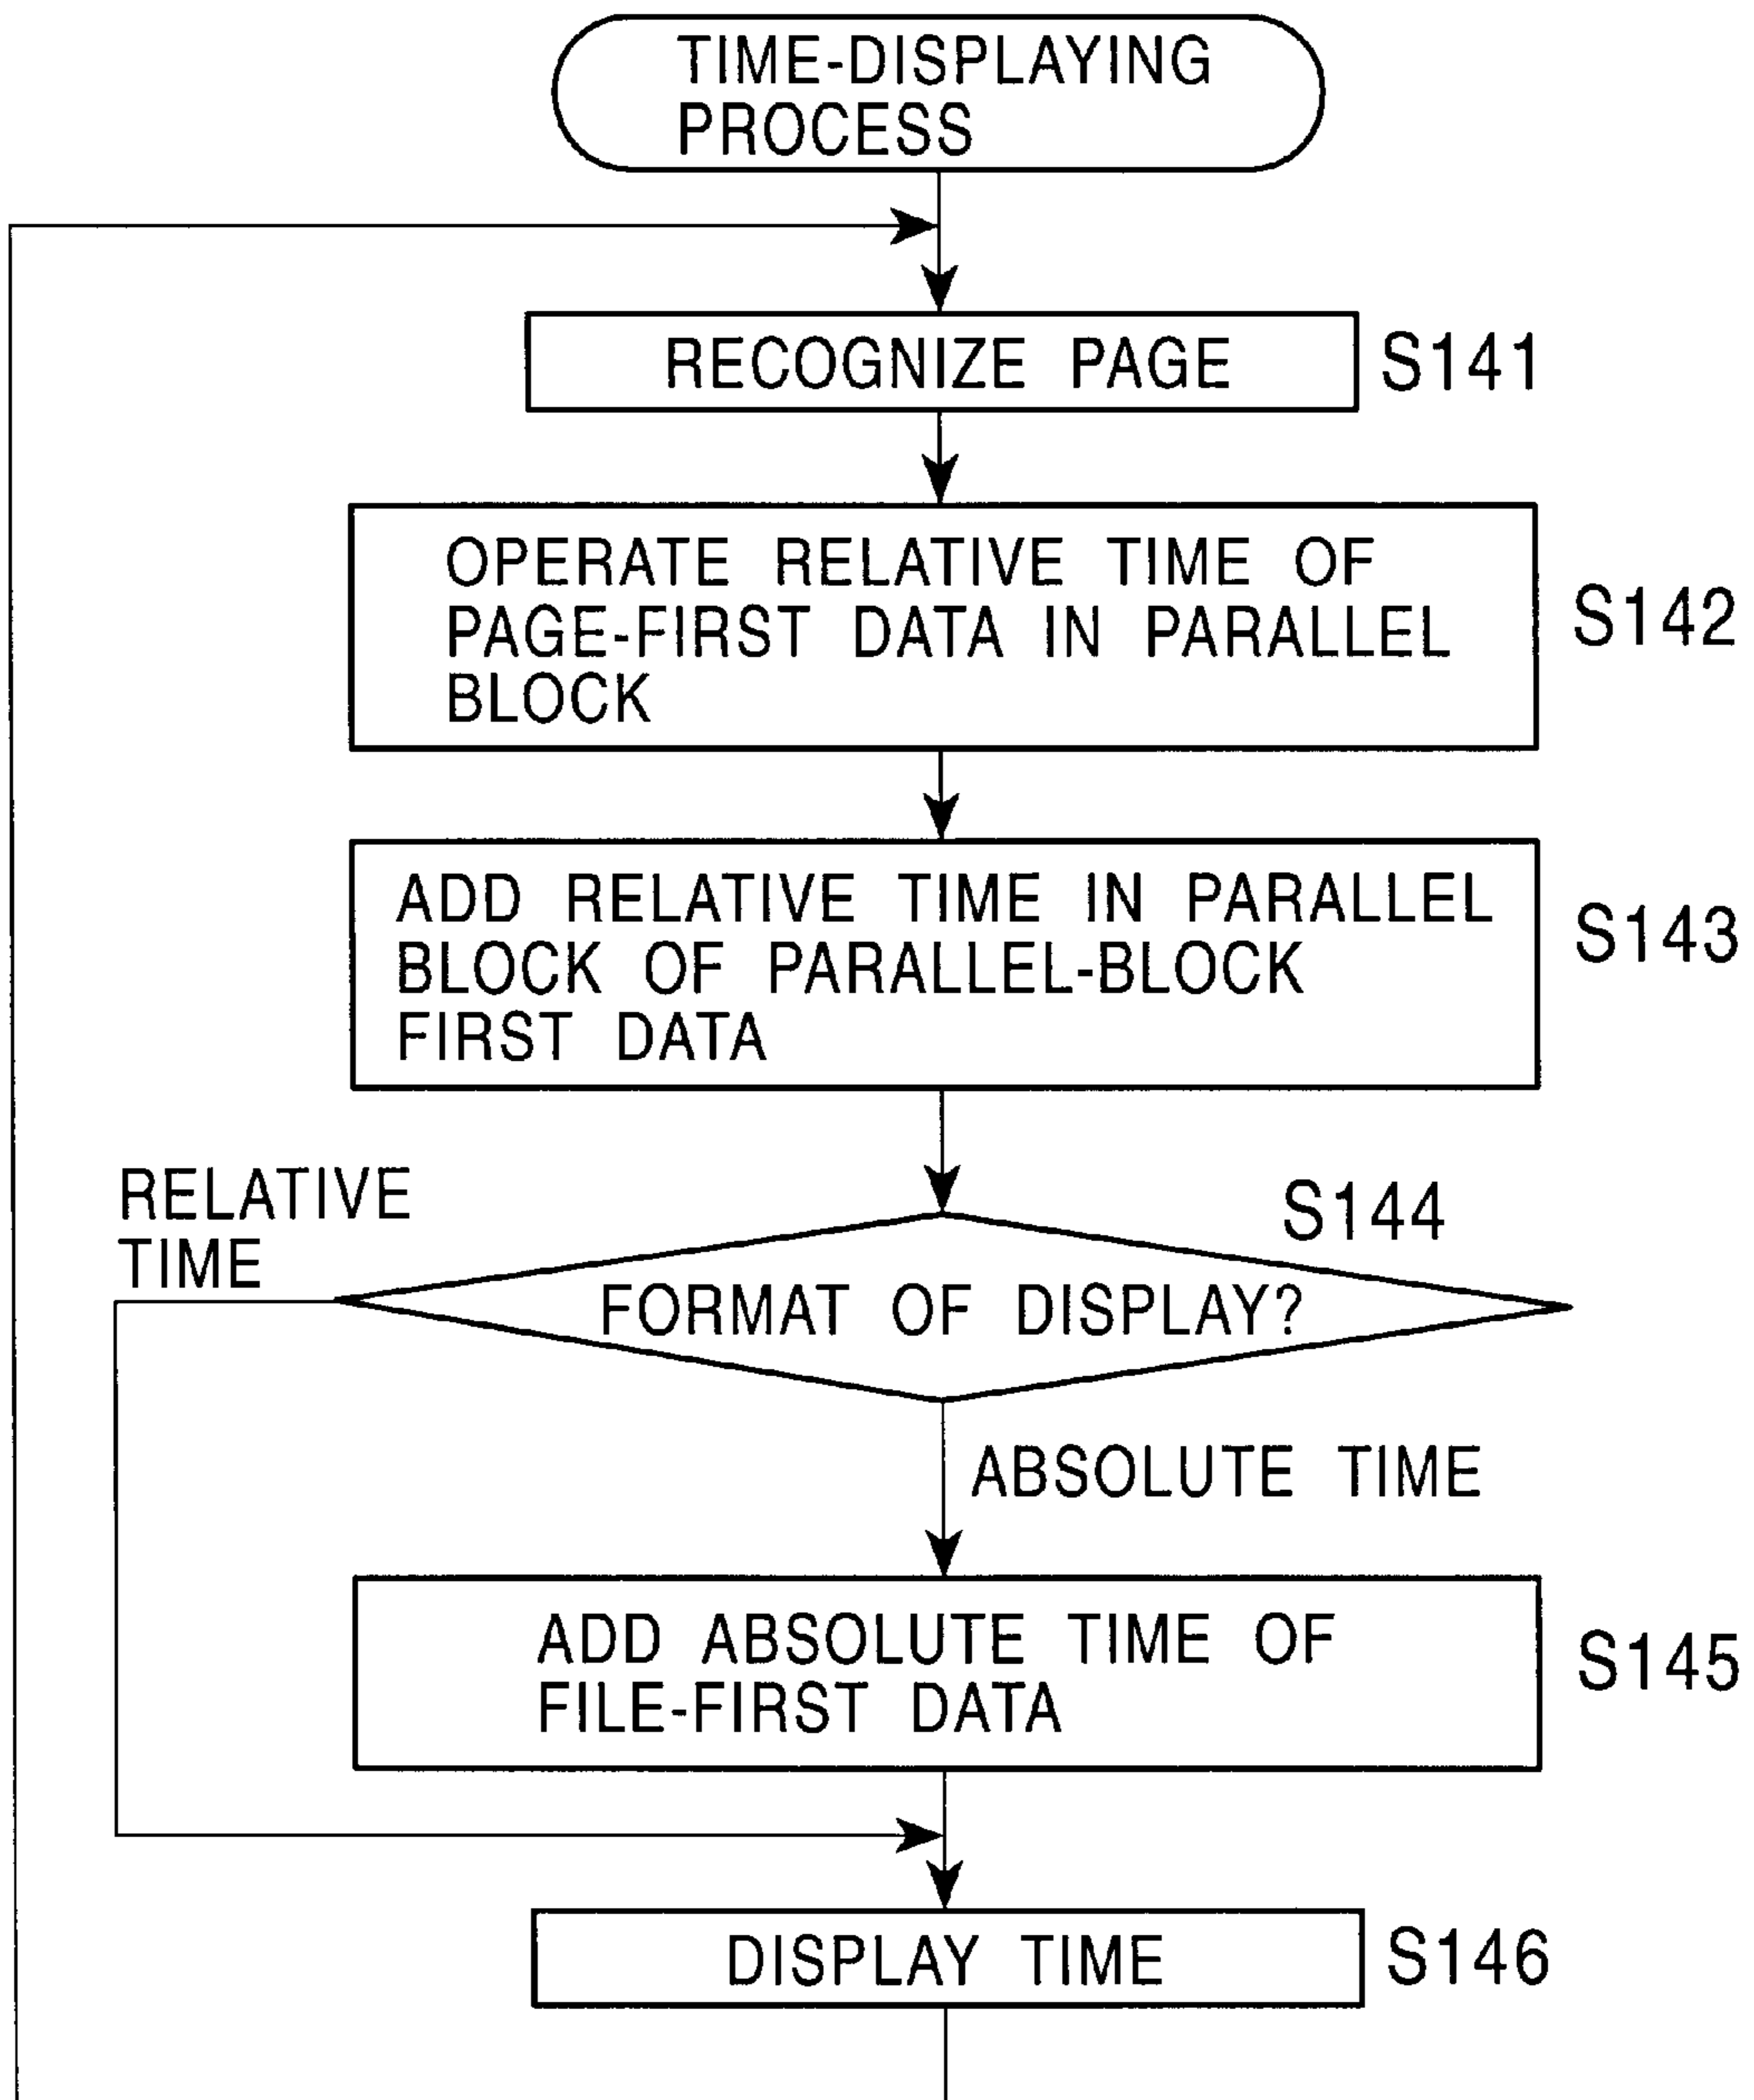 TIME-DISPLAYING
PROCESS
RECOGNIZE PAGE
S141
OPERATE RELATIVE TIME OF
PAGE-FIRST DATA IN PARALLEL
BLOCK
S142
ADD RELATIVE TIME IN PARALLEL
BLOCK OF PARALLEL-BLOCK
FIRST DATA
S143
RELATIVE
TIME
S144
FORMAT OF DISPLAY?
ABSOLUTE TIME
ADD ABSOLUTE TIME OF
FILE-FIRST DATA
S145
DISPLAY TIME
S146